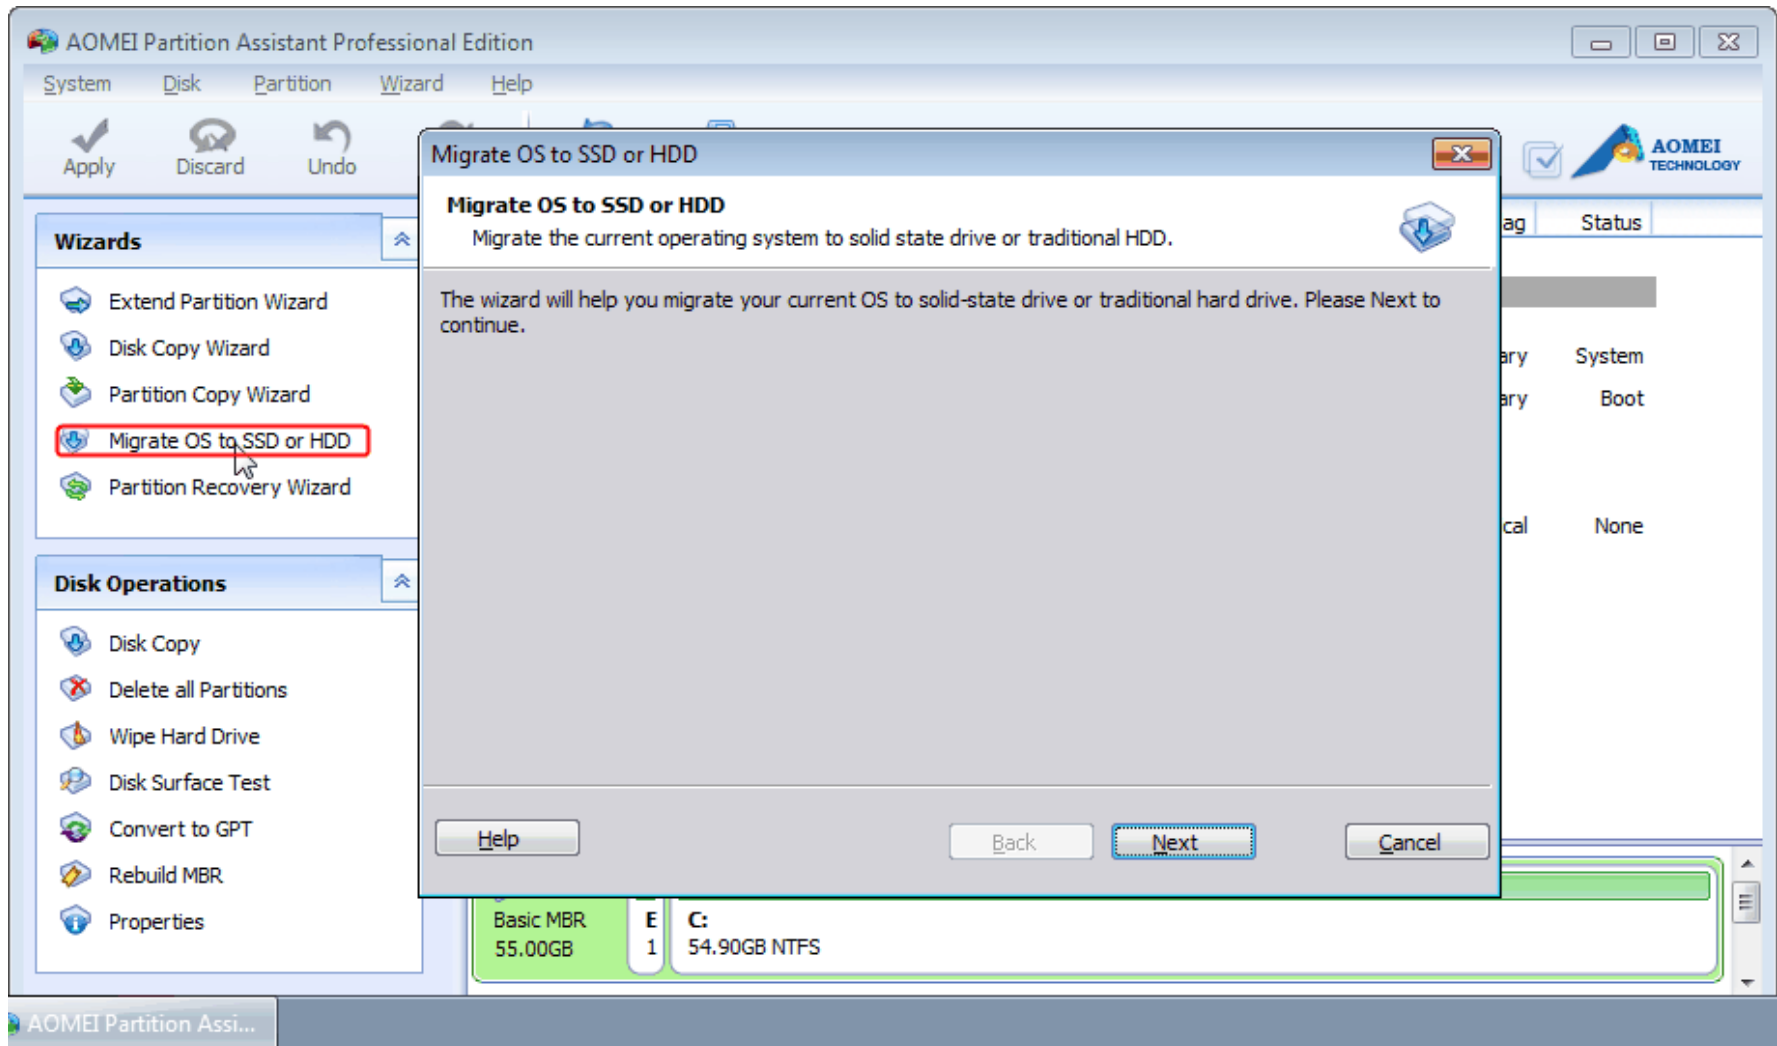 AOMEI Partition Assistant Professional Edition
System Disk Partition Wizard Help
Apply Discard Undo
AOMEI
TECHNOLOGY
Wizards
Extend Partition Wizard
Disk Copy Wizard
Partition Copy Wizard
Migrate OS to SSD or HDD
Partition Recovery Wizard
Disk Operations
Disk Copy
Delete all Partitions
Wipe Hard Drive
Disk Surface Test
Convert to GPT
Rebuild MBR
Properties
Migrate OS to SSD or HDD
Migrate OS to SSD or HDD
Migrate the current operating system to solid state drive or traditional HDD.
The wizard will help you migrate your current OS to solid-state drive or traditional hard drive. Please Next to
continue.
Help Back Next Cancel
ag Status
ary System
ary Boot
cal None
Basic MBR
55.00GB
E
1
C:
54.90GB NTFS
AOMEI Partition Assi...